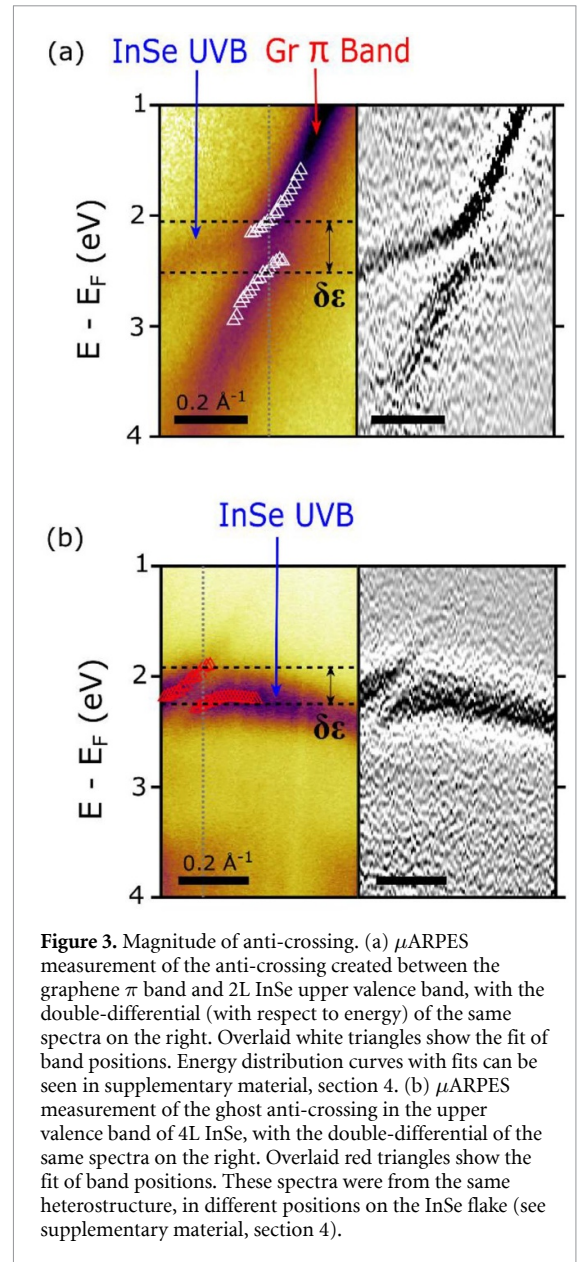 (a)
InSe UVB Gr π Band
1
2
3
4
E - E_F (eV)
δε
0.2 Å⁻¹
(b)
InSe UVB
1
2
3
4
E - E_F (eV)
δε
0.2 Å⁻¹
Figure 3. Magnitude of anti-crossing. (a) μARPES
measurement of the anti-crossing created between the
graphene π band and 2L InSe upper valence band, with the
double-differential (with respect to energy) of the same
spectra on the right. Overlaid white triangles show the fit of
band positions. Energy distribution curves with fits can be
seen in supplementary material, section 4. (b) μARPES
measurement of the ghost anti-crossing in the upper
valence band of 4L InSe, with the double-differential of the
same spectra on the right. Overlaid red triangles show the
fit of band positions. These spectra were from the same
heterostructure, in different positions on the InSe flake (see
supplementary material, section 4).